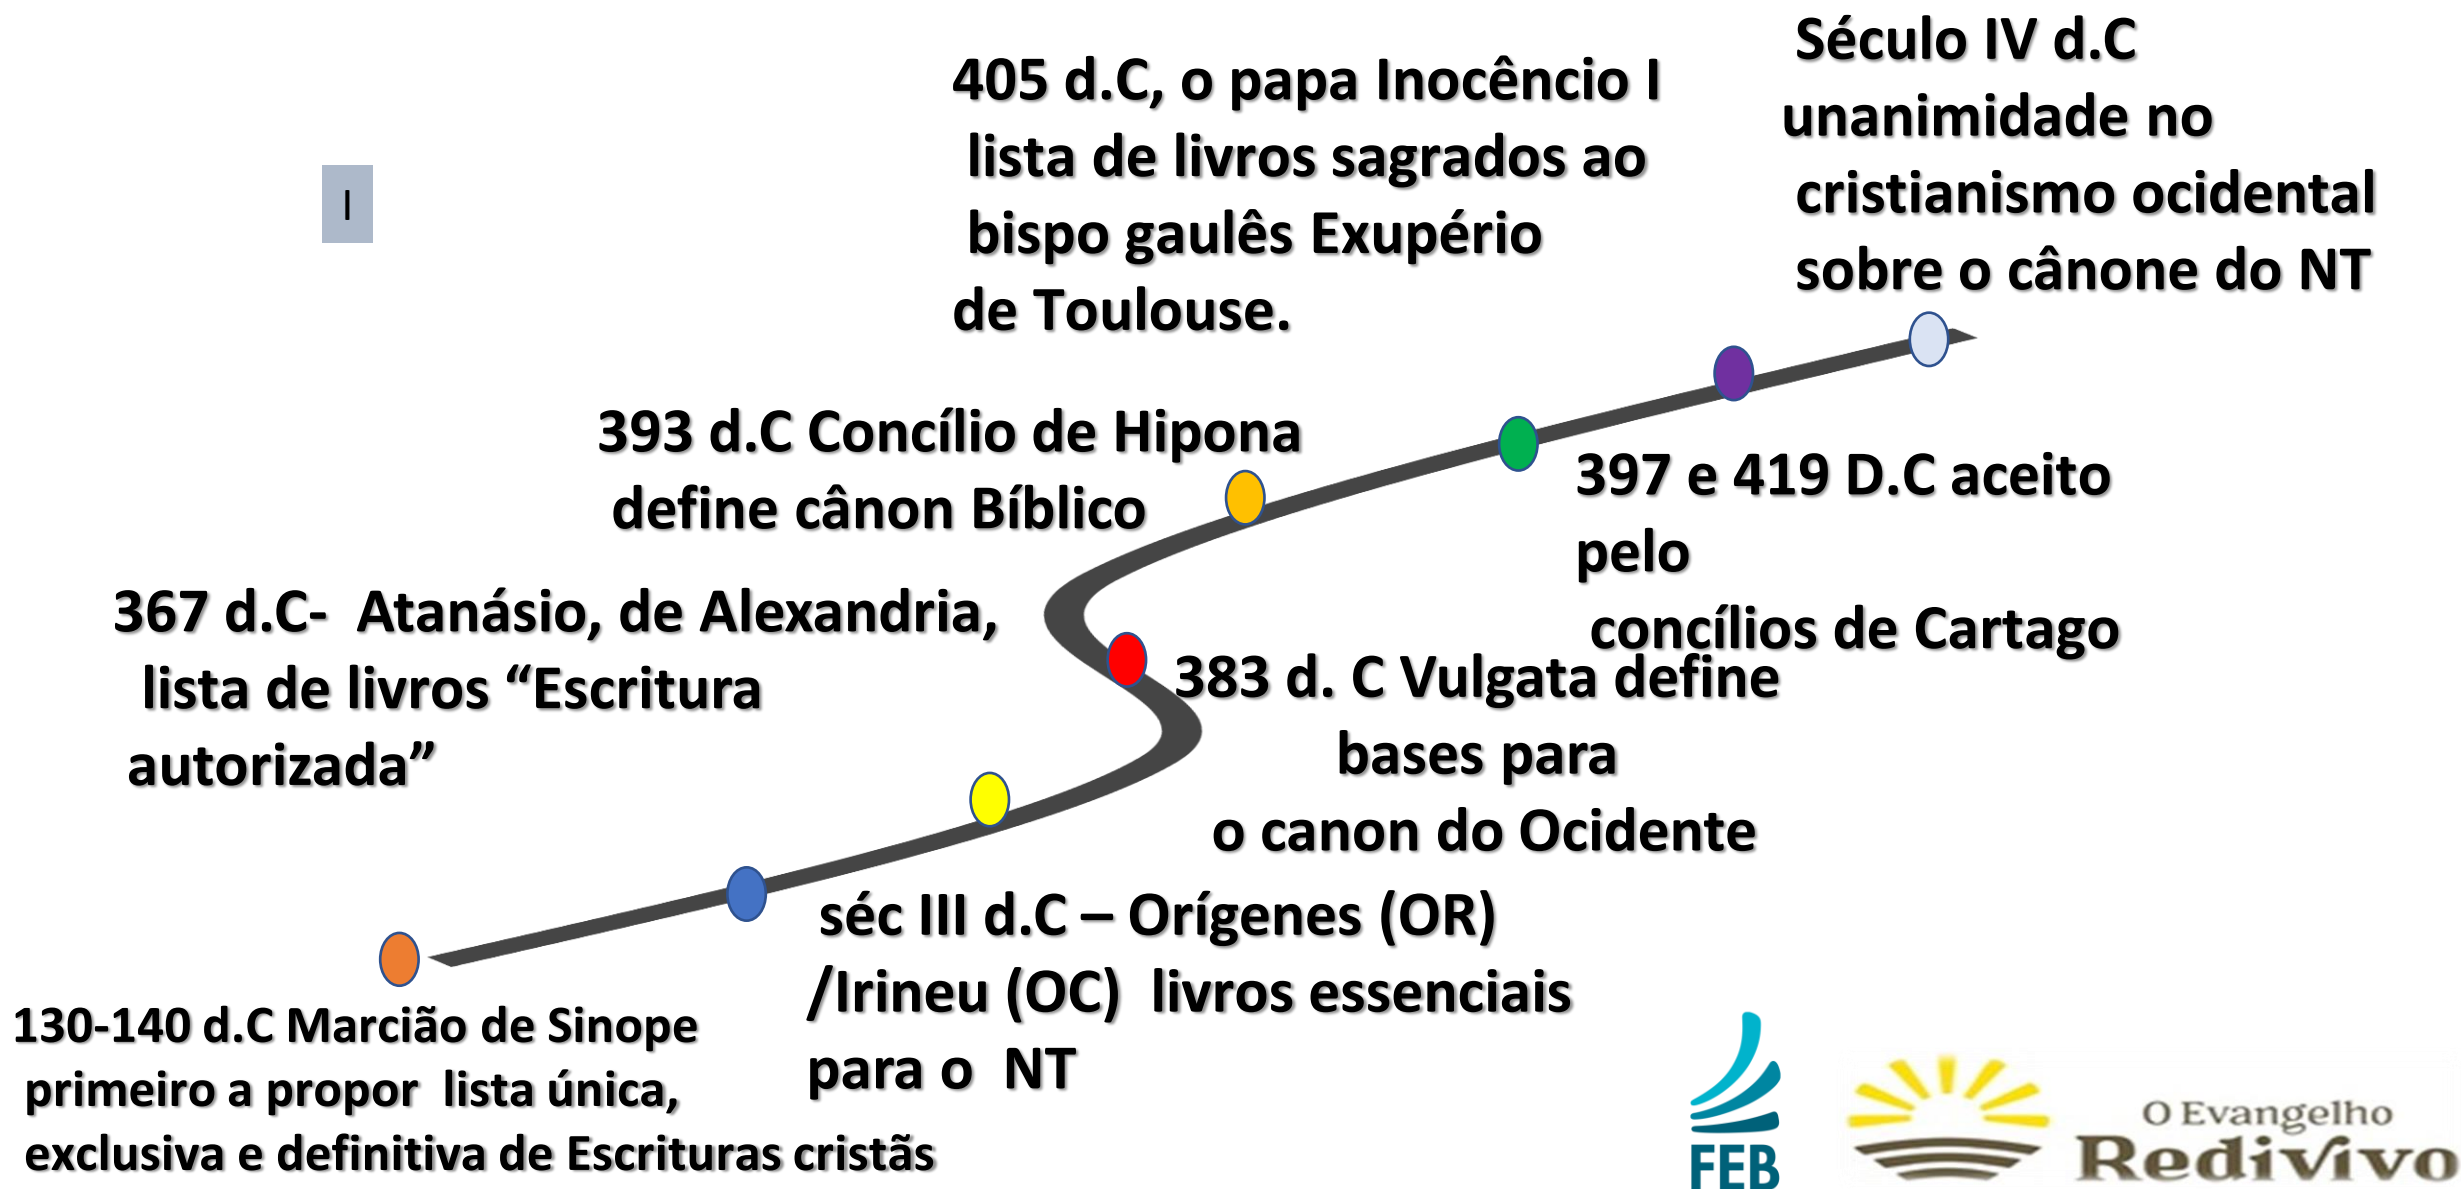 Século IV d.C
unanimidade no
cristianismo ocidental
sobre o cânone do NT
405 d.C, o papa Inocêncio I
lista de livros sagrados ao
bispo gaulês Exupério
de Toulouse.
I
393 d.C Concílio de Hipona
define cânon Bíblico
397 e 419 D.C aceito
pelo
concílios de Cartago
367 d.C- Atanásio, de Alexandria,
lista de livros “Escritura
autorizada”
383 d. C Vulgata define
bases para
o canon do Ocidente
séc III d.C – Orígenes (OR)
/Irineu (OC) livros essenciais
para o NT
130-140 d.C Marcião de Sinope
primeiro a propor lista única,
exclusiva e definitiva de Escrituras cristãs
FEB
O Evangelho
Redivivo